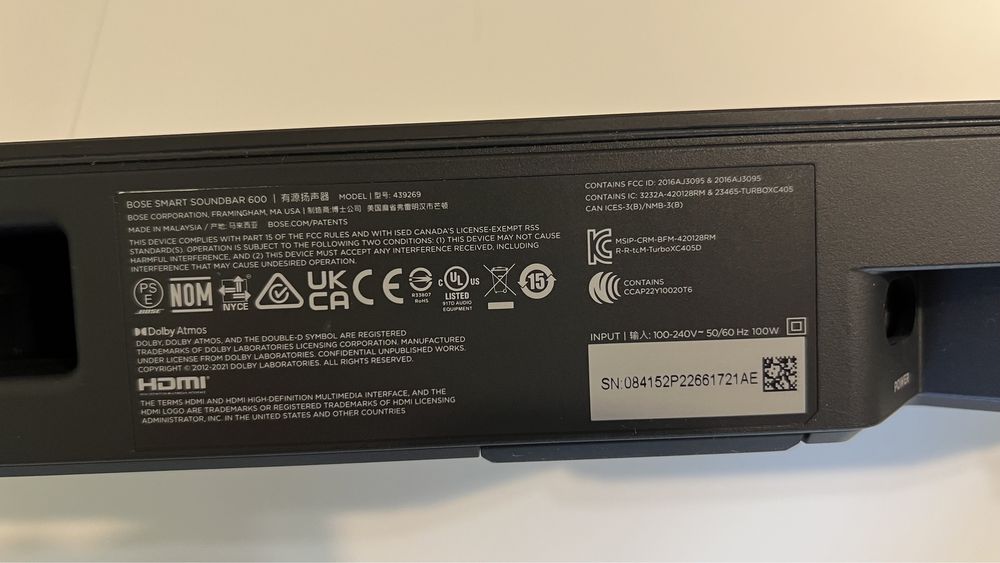 BOSE SMART SOUNDBAR 600 | 有源扬声器 MODEL | 型号: 439269
BOSE CORPORATION, FRAMINGHAM, MA USA | 制造商:博士公司 美国麻省弗雷明汉市芒顿
MADE IN MALAYSIA / 产地: 马来西亚 BOSE.COM/PATENTS
THIS DEVICE COMPLIES WITH PART 15 OF THE FCC RULES AND WITH ISED CANADA'S LICENSE-EXEMPT RSS
STANDARD(S). OPERATION IS SUBJECT TO THE FOLLOWING TWO CONDITIONS: (1) THIS DEVICE MAY NOT CAUSE
HARMFUL INTERFERENCE, AND (2) THIS DEVICE MUST ACCEPT ANY INTERFERENCE RECEIVED, INCLUDING
INTERFERENCE THAT MAY CAUSE UNDESIRED OPERATION.
PS
E
BOSE
NOM
NYCE
UK
CA
CE
R33807
RoHS
c UL US
LISTED
917D AUDIO
EQUIPMENT
15
Dolby Atmos
DOLBY, DOLBY ATMOS, AND THE DOUBLE-D SYMBOL ARE REGISTERED
TRADEMARKS OF DOLBY LABORATORIES LICENSING CORPORATION. MANUFACTURED
UNDER LICENSE FROM DOLBY LABORATORIES. CONFIDENTIAL UNPUBLISHED WORKS.
COPYRIGHT © 2012-2021 DOLBY LABORATORIES. ALL RIGHTS RESERVED.
HDMI
THE TERMS HDMI AND HDMI HIGH-DEFINITION MULTIMEDIA INTERFACE, AND THE
HDMI LOGO ARE TRADEMARKS OR REGISTERED TRADEMARKS OF HDMI LICENSING
ADMINISTRATOR, INC. IN THE UNITED STATES AND OTHER COUNTRIES
CONTAINS FCC ID: 2016AJ3095 & 2016AJ3095
CONTAINS IC: 3232A-420128RM & 23465-TURBOXC405
CAN ICES-3(B)/NMB-3(B)
MSIP-CRM-BFM-420128RM
R-R-tcM-TurboXC405D
CONTAINS
CCAP22Y10020T6
INPUT | 输入: 100-240V~ 50/60 Hz 100W
SN:084152P22661721AE
POWER